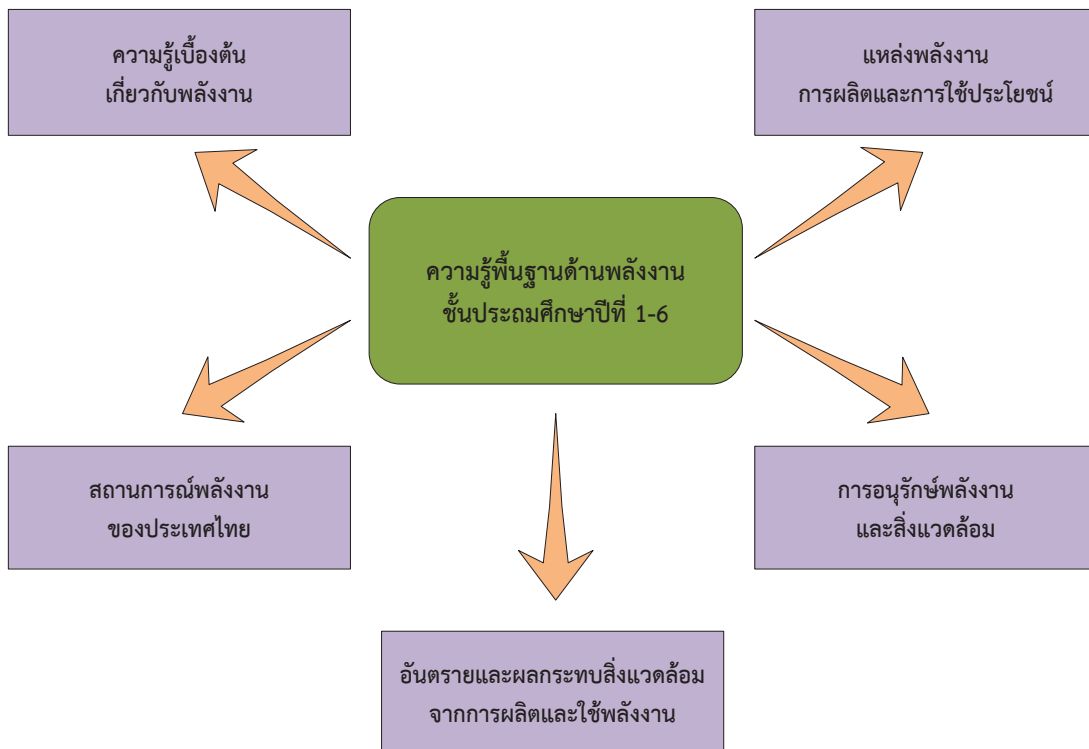 ความรู้เบื้องต้น
เกี่ยวกับพลังงาน
แหล่งพลังงาน
การผลิตและการใช้ประโยชน์
ความรู้พื้นฐานด้านพลังงาน
ชั้นประถมศึกษาปีที่ 1-6
สถานการณ์พลังงาน
ของประเทศไทย
การอนุรักษ์พลังงาน
และสิ่งแวดล้อม
อันตรายและผลกระทบสิ่งแวดล้อม
จากการผลิตและใช้พลังงาน